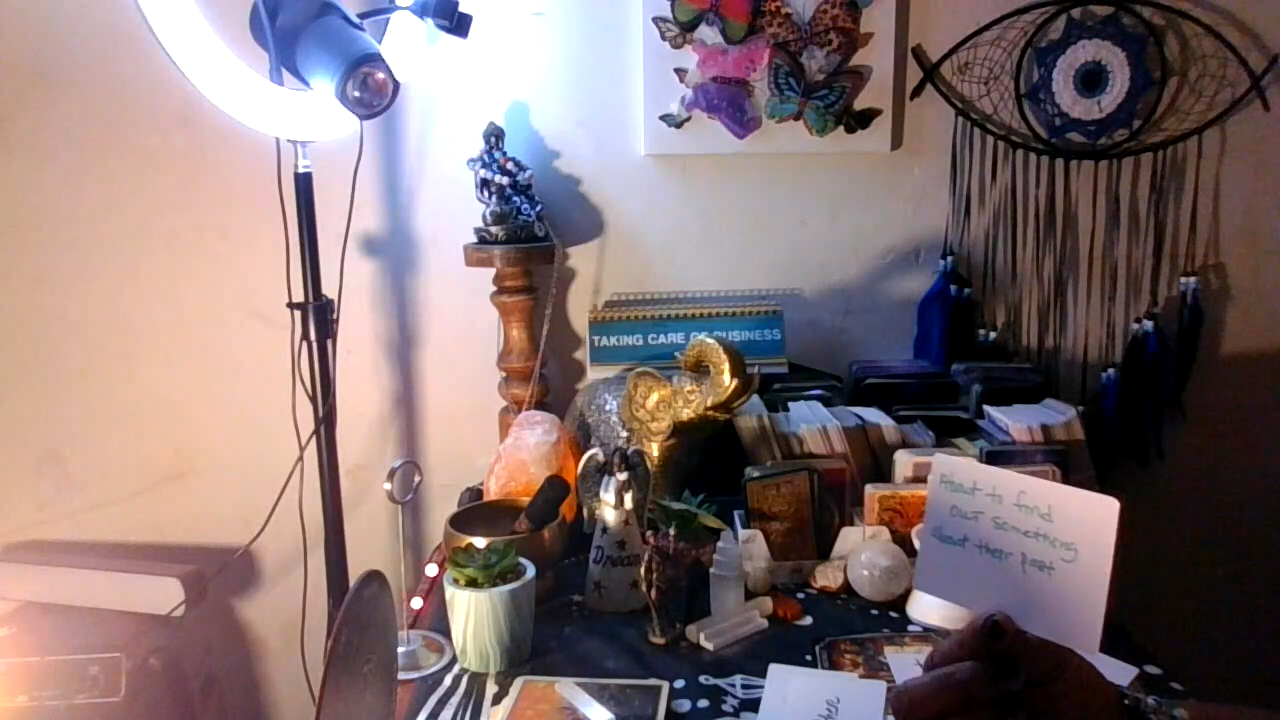 TAKING CARE OF BUSINESS
Dream
About to find
out something
about their past